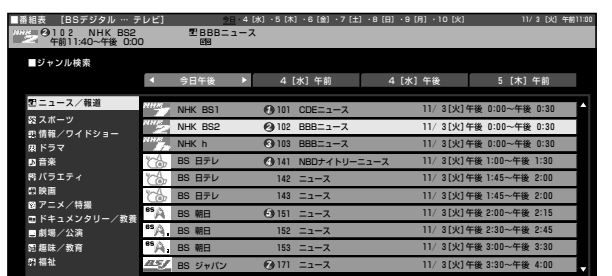 ■番組表 [BSデジタル … テレビ] 今日・4 [水]・5 [木]・6 [金]・7 [土]・8 [日]・9 [月]・10 [火] 11/ 3 [火] 午前11:00
②102 NHK BS2 BBBニュース
午前11:40~午後 0:00
■ジャンル検索
◀ 今日午後 ▶ 4 [水] 午前 4 [水] 午後 5 [木] 午前
ニュース/報道
スポーツ
情報/ワイドショー
ドラマ
音楽
バラエティ
映画
アニメ/特撮
ドキュメンタリー/教養
劇場/公演
趣味/教育
福祉
NHK BS1 ①101 CDEニュース 11/ 3[火]午後 0:00~午後 0:30
NHK BS2 ②102 BBBニュース 11/ 3[火]午後 0:00~午後 0:30
NHK h ③103 BBBニュース 11/ 3[火]午後 0:00~午後 0:30
BS 日テレ ④141 NBDナイトリーニュース 11/ 3[火]午後 1:00~午後 1:30
BS 日テレ 142 ニュース 11/ 3[火]午後 1:45~午後 2:00
BS 日テレ 143 ニュース 11/ 3[火]午後 1:45~午後 2:00
BS 朝日 ⑤151 ニュース 11/ 3[火]午後 2:00~午後 2:15
BS 朝日 152 ニュース 11/ 3[火]午後 2:30~午後 2:45
BS 朝日 153 ニュース 11/ 3[火]午後 3:00~午後 3:30
BS ジャパン ⑦171 ニュース 11/ 3[火]午後 3:30~午後 4:00